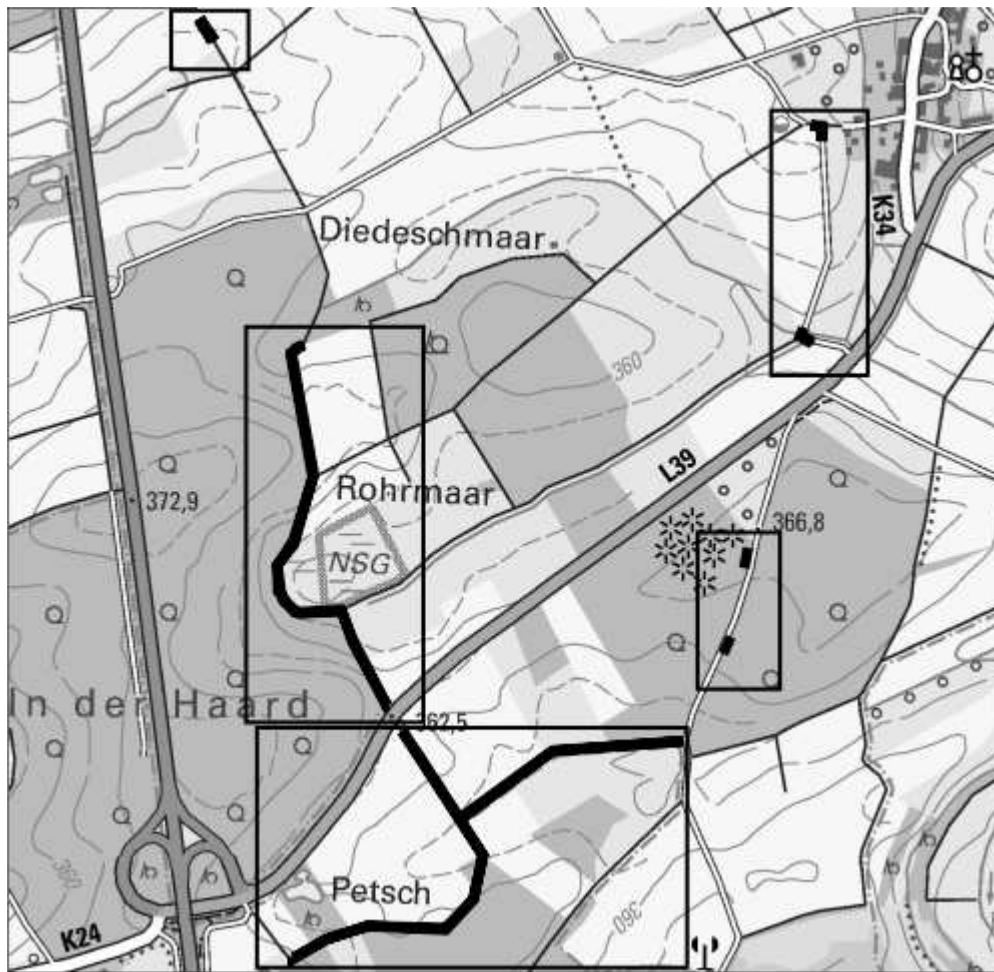 Diedeschmaar
K34
360
L39
372,9
Rohrmaar
366,8
NSG
In der Haard
362,5
360
Petsch
360
K24